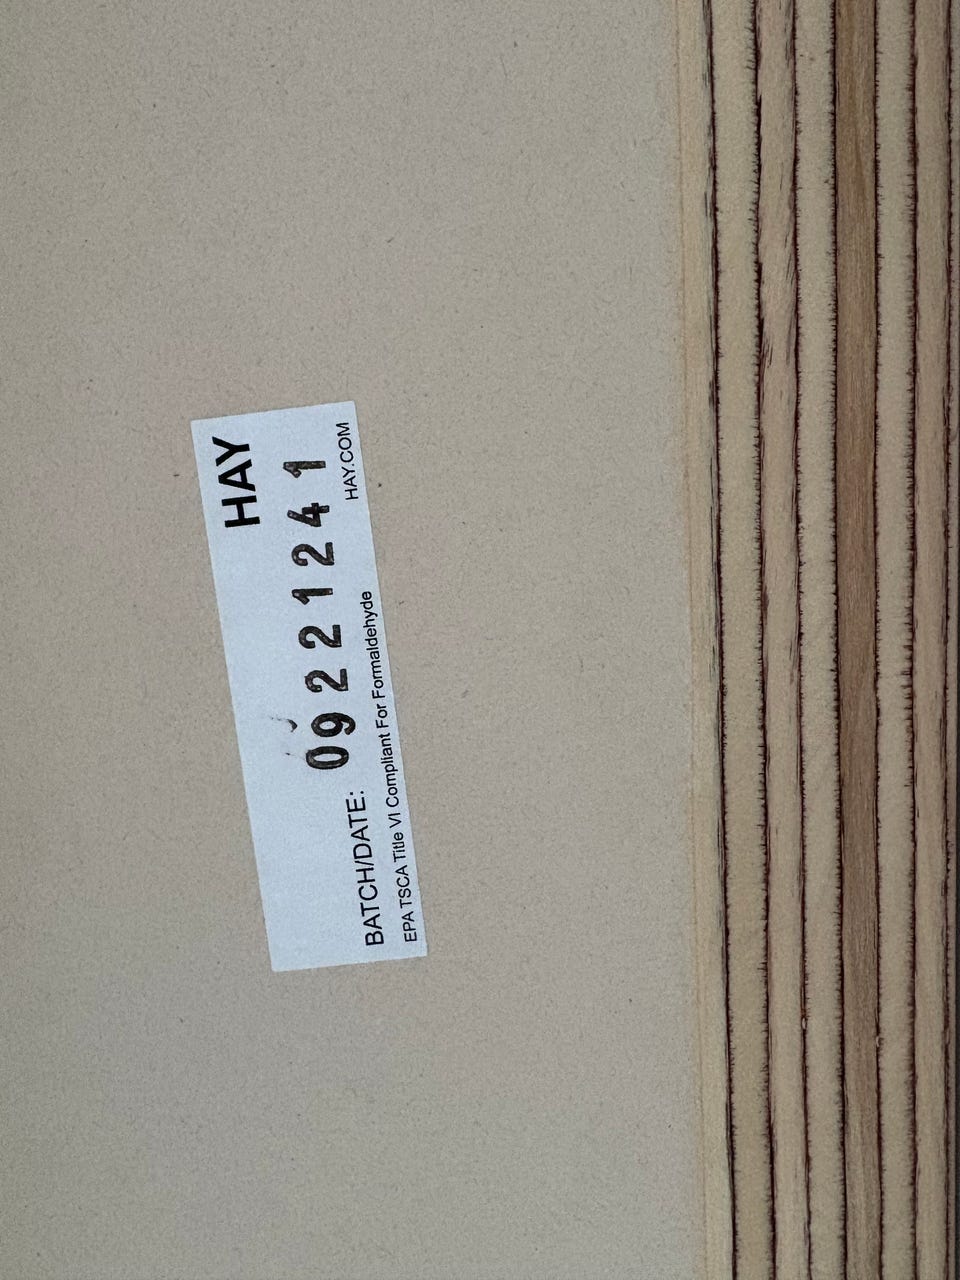 HAY
BATCH/DATE: 09221241
EPA TSCA Title VI Compliant For Formaldehyde
HAY.COM